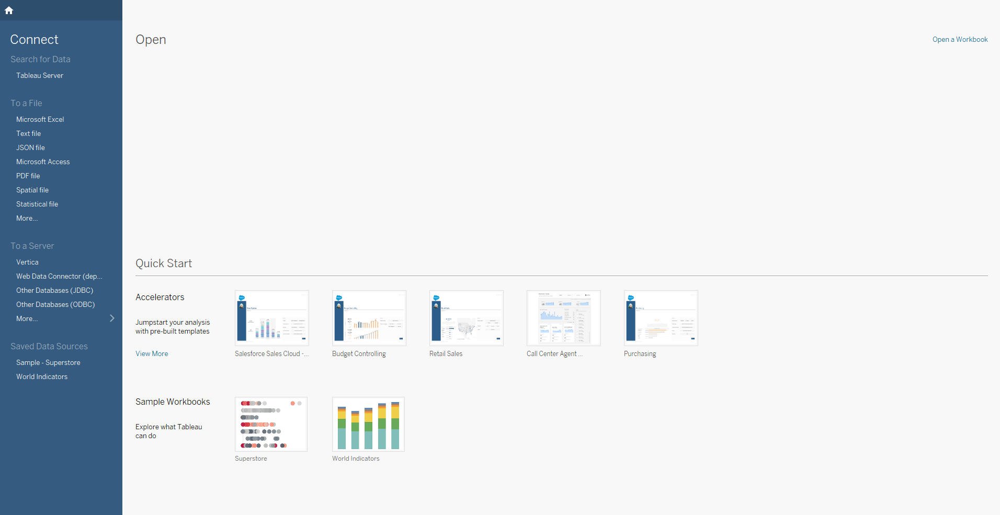 Connect
Search for Data
Tableau Server
To a File
Microsoft Excel
Text file
JSON file
Microsoft Access
PDF file
Spatial file
Statistical file
More...
To a Server
Vertica
Web Data Connector (dep...
Other Databases (JDBC)
Other Databases (ODBC)
More...
Saved Data Sources
Sample - Superstore
World Indicators
Open
Open a Workbook
Quick Start
Accelerators
Jumpstart your analysis
with pre-built templates
View More
Salesforce Sales Cloud -...
Budget Controlling
Retail Sales
Call Center Agent ...
Purchasing
Sample Workbooks
Explore what Tableau
can do
Superstore
World Indicators